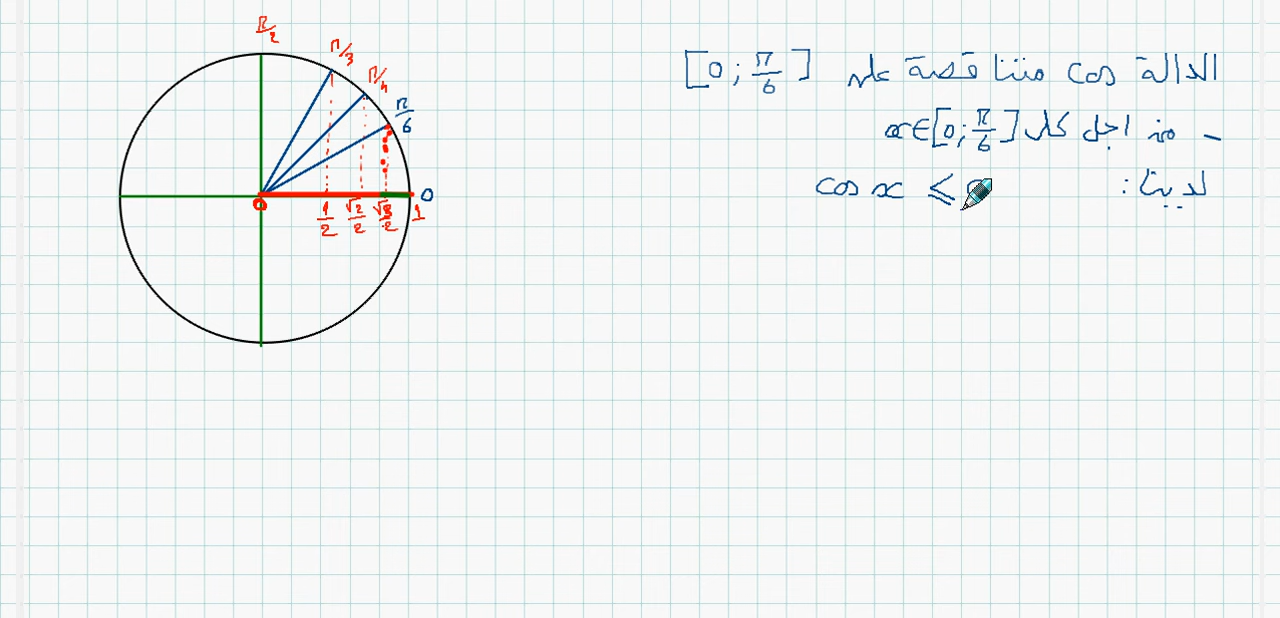 π/2
π/3
π/4
π/6
0
0
1/2
√2/2
√3/2
1
الدالة cos متناقصة على [0 ; π/6]
- من اجل كل x∈[0 ; π/6]
لدينا: cos x ≤